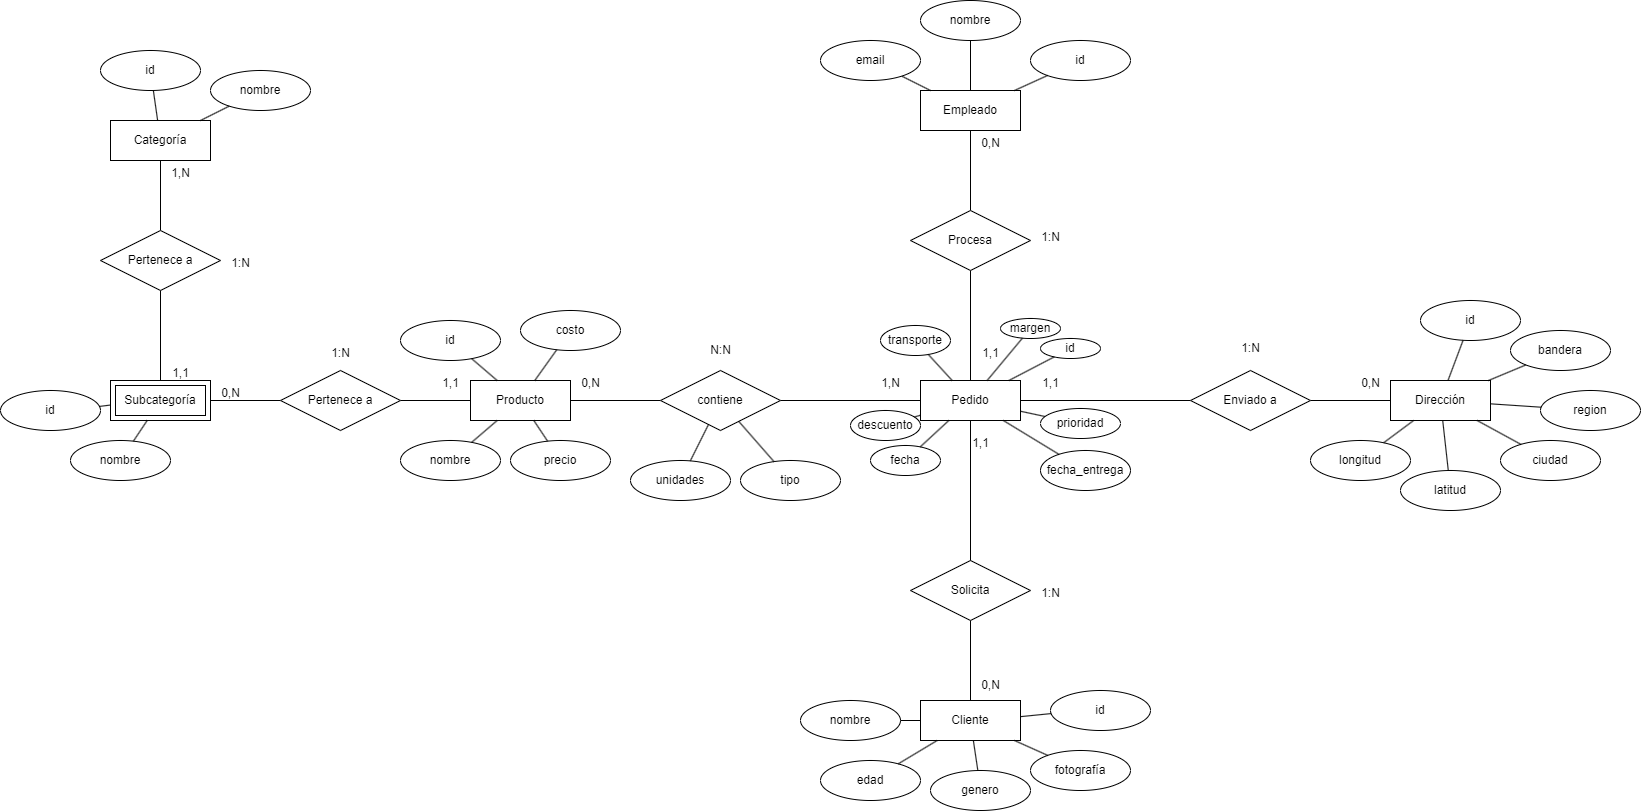 nombre
email
id
id
nombre
Empleado
Categoría
0,N
1,N
Procesa
1:N
Pertenece a
1:N
id
costo
id
bandera
transporte
margen
id
1:N
N:N
1,1
1:N
1,1
0,N
1,1
0,N
1,N
1,1
0,N
id
Subcategoría
Pertenece a
Producto
contiene
Pedido
Enviado a
Dirección
region
descuento
prioridad
1,1
nombre
nombre
precio
fecha
fecha_entrega
longitud
ciudad
unidades
tipo
latitud
Solicita
1:N
0,N
nombre
Cliente
id
edad
genero
fotografía